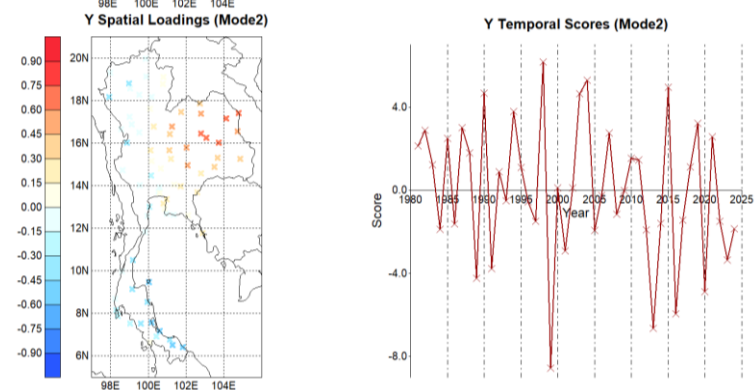 98E 100E 102E 104E
Y Spatial Loadings (Mode2)
Y Temporal Scores (Mode2)
0.90
0.75
0.60
0.45
0.30
0.15
0.00
-0.15
-0.30
-0.45
-0.60
-0.75
-0.90
20N
18N
16N
14N
12N
10N
8N
6N
98E 100E 102E 104E
Score
4.0
0.0
-4.0
-8.0
1980 1985 1990 1995 2000 2005 2010 2015 2020 2025
Year